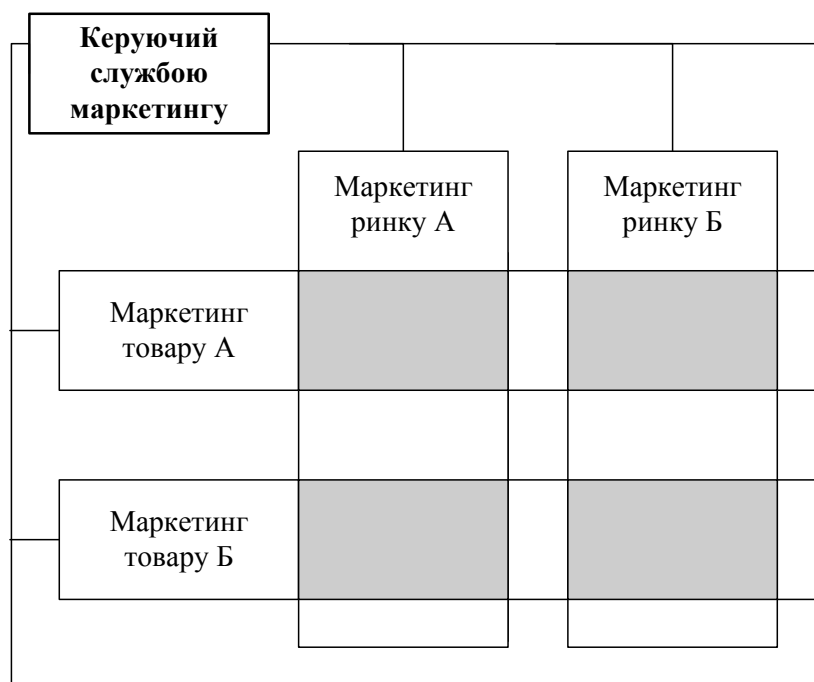 Керуючий
службою
маркетингу
Маркетинг
ринку А
Маркетинг
ринку Б
Маркетинг
товару А
Маркетинг
товару Б